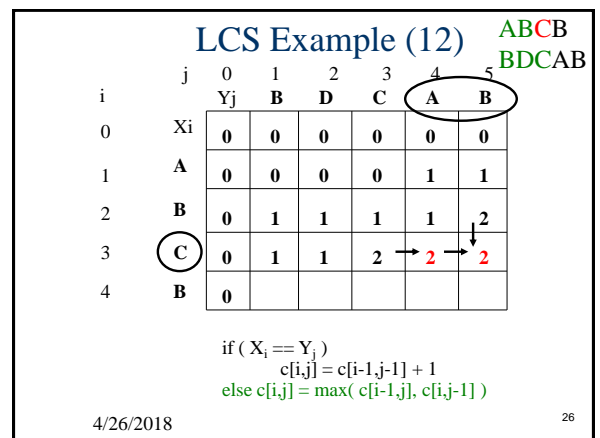 LCS Example (12)
ABCB
BDCAB
j 0 1 2 3 4 5
i Yj B D C A B
0 Xi 0 0 0 0 0 0
1 A 0 0 0 0 1 1
2 B 0 1 1 1 1 2
3 C 0 1 1 2 2 2
4 B 0
if ( Xi == Yj )
c[i,j] = c[i-1,j-1] + 1
else c[i,j] = max( c[i-1,j], c[i,j-1] )
4/26/2018 26